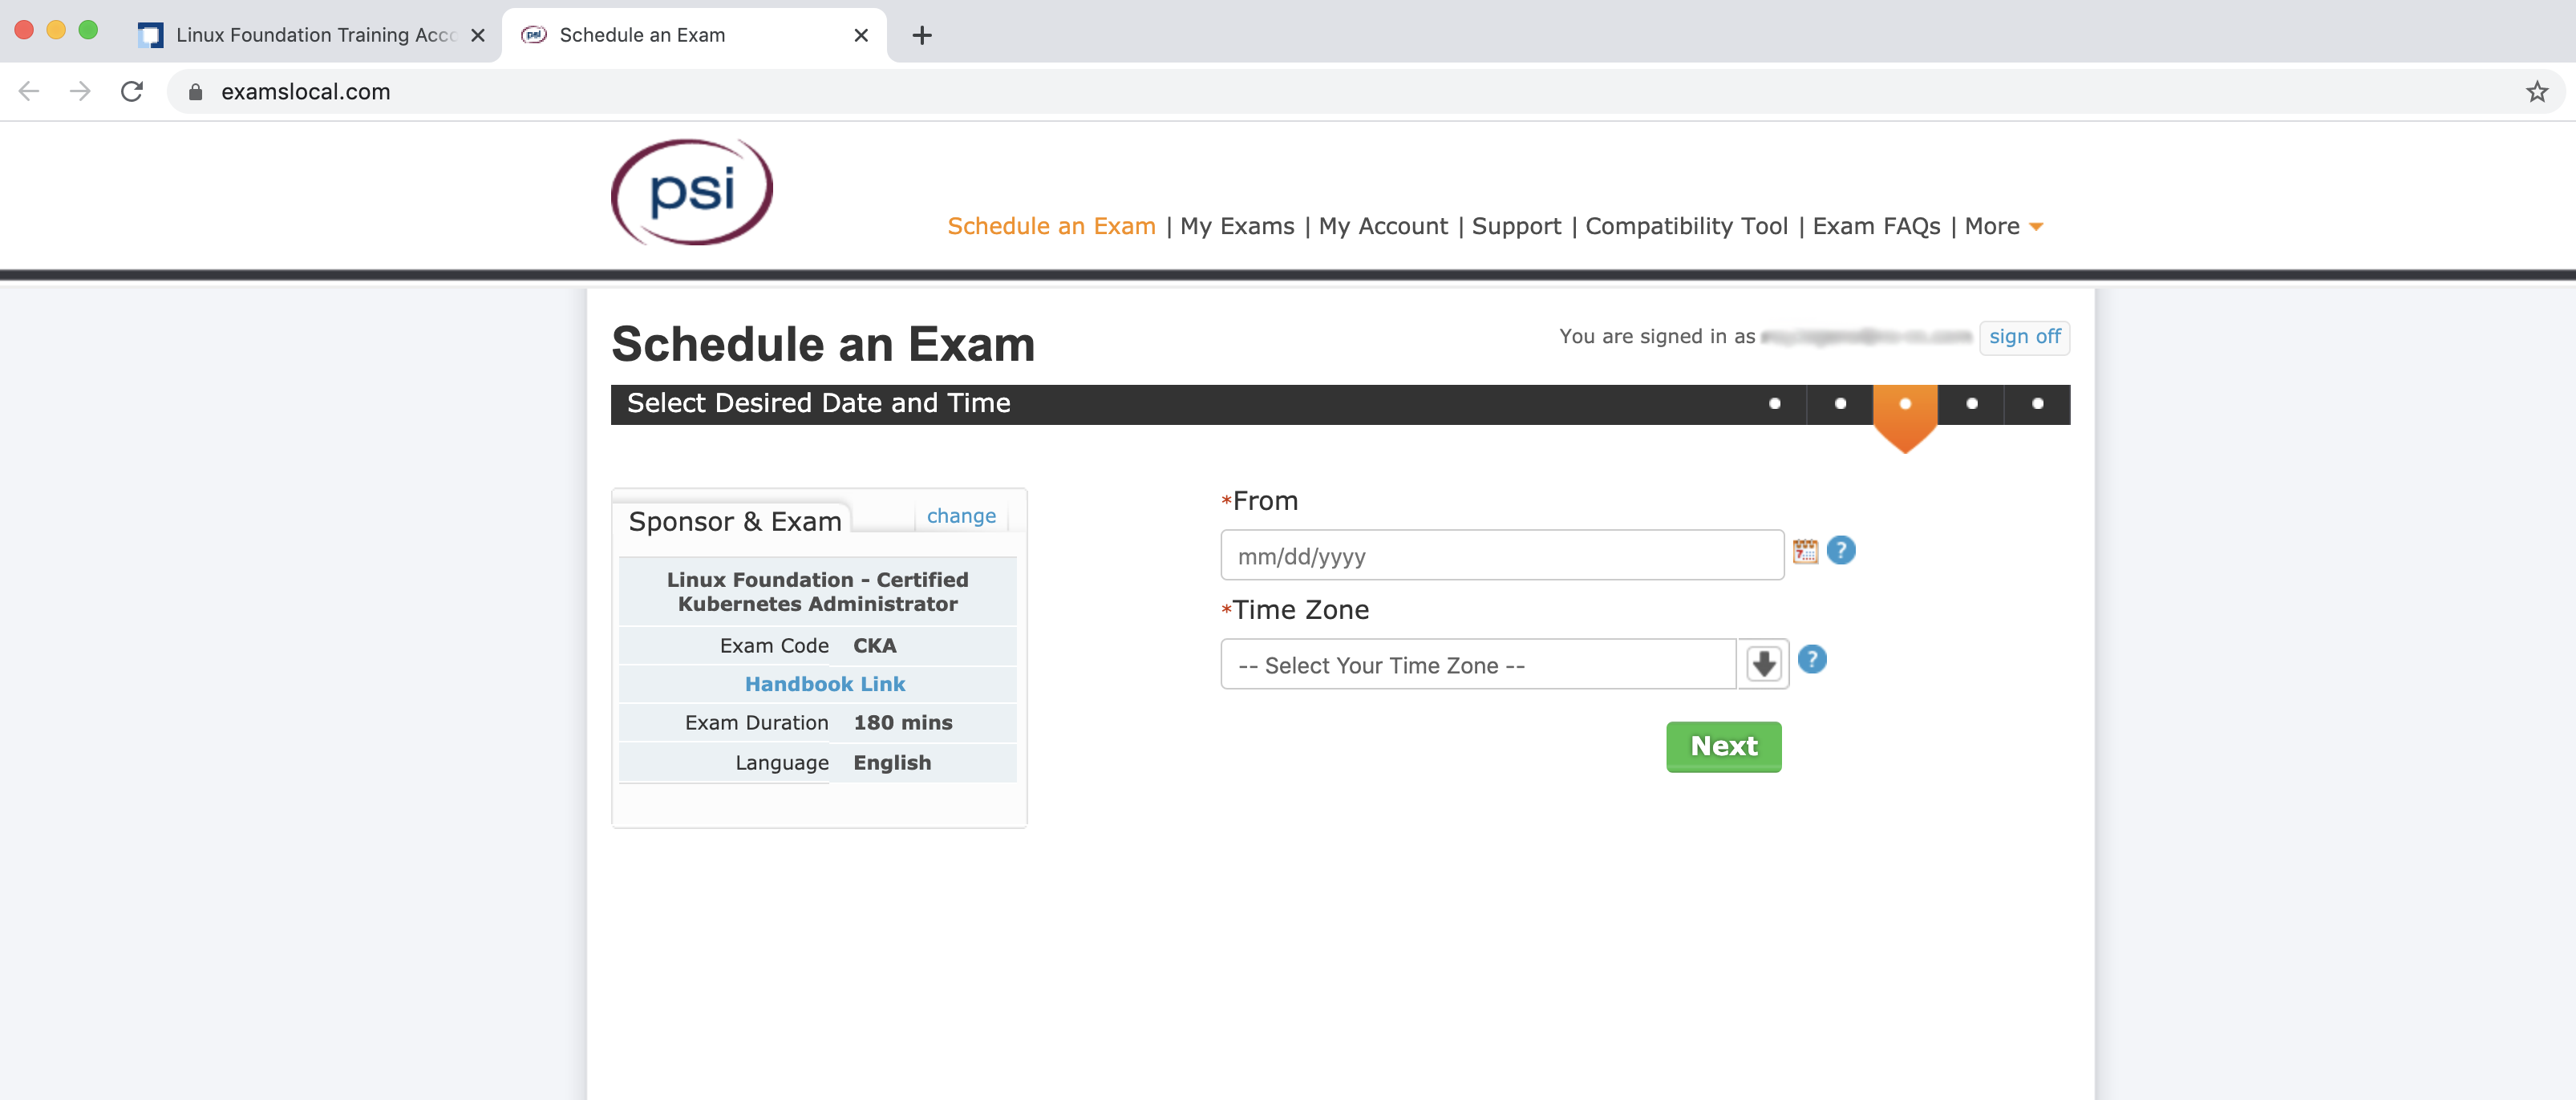 Linux Foundation Training Acco
Schedule an Exam
examslocal.com
psi
Schedule an Exam | My Exams | My Account | Support | Compatibility Tool | Exam FAQs | More
Schedule an Exam
You are signed in as
sign off
Select Desired Date and Time
Sponsor & Exam
change
Linux Foundation - Certified
Kubernetes Administrator
Exam Code CKA
Handbook Link
Exam Duration 180 mins
Language English
*From
mm/dd/yyyy
*Time Zone
-- Select Your Time Zone --
Next